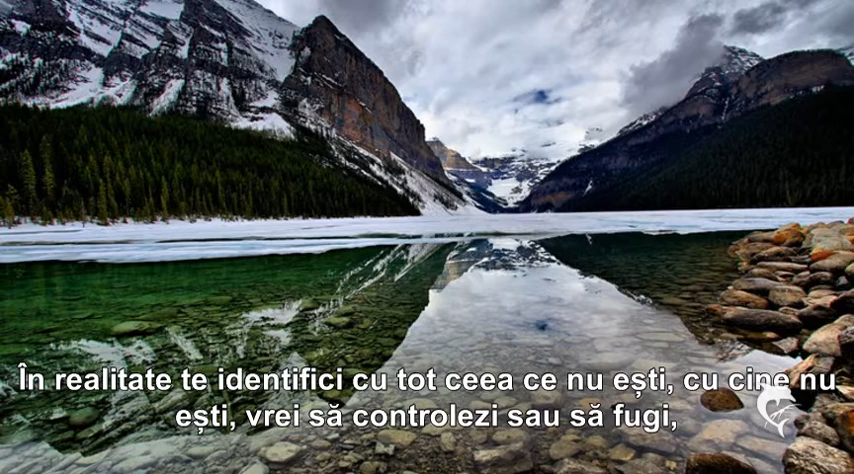 În realitate te identifici cu tot ceea ce nu ești, cu cine nu
ești, vrei să controlezi sau să fugi,